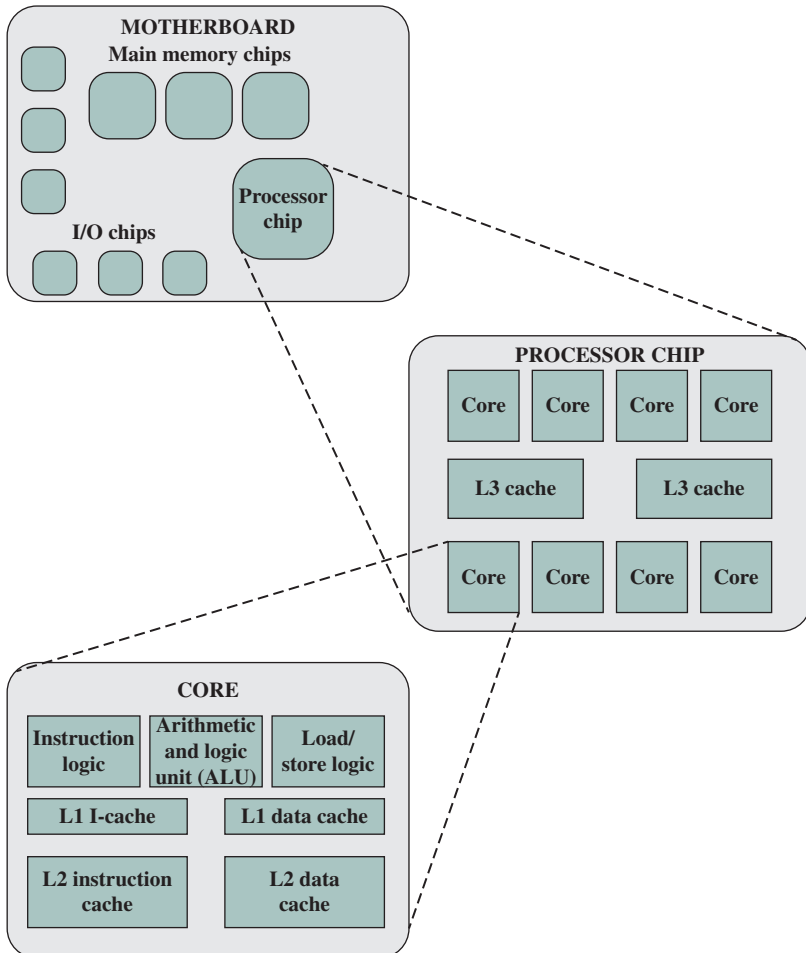 MOTHERBOARD
Main memory chips
Processor
chip
I/O chips
PROCESSOR CHIP
Core
Core
Core
Core
L3 cache
L3 cache
Core
Core
Core
Core
CORE
Instruction
logic
Arithmetic
and logic
unit (ALU)
Load/
store logic
L1 I-cache
L1 data cache
L2 instruction
cache
L2 data
cache